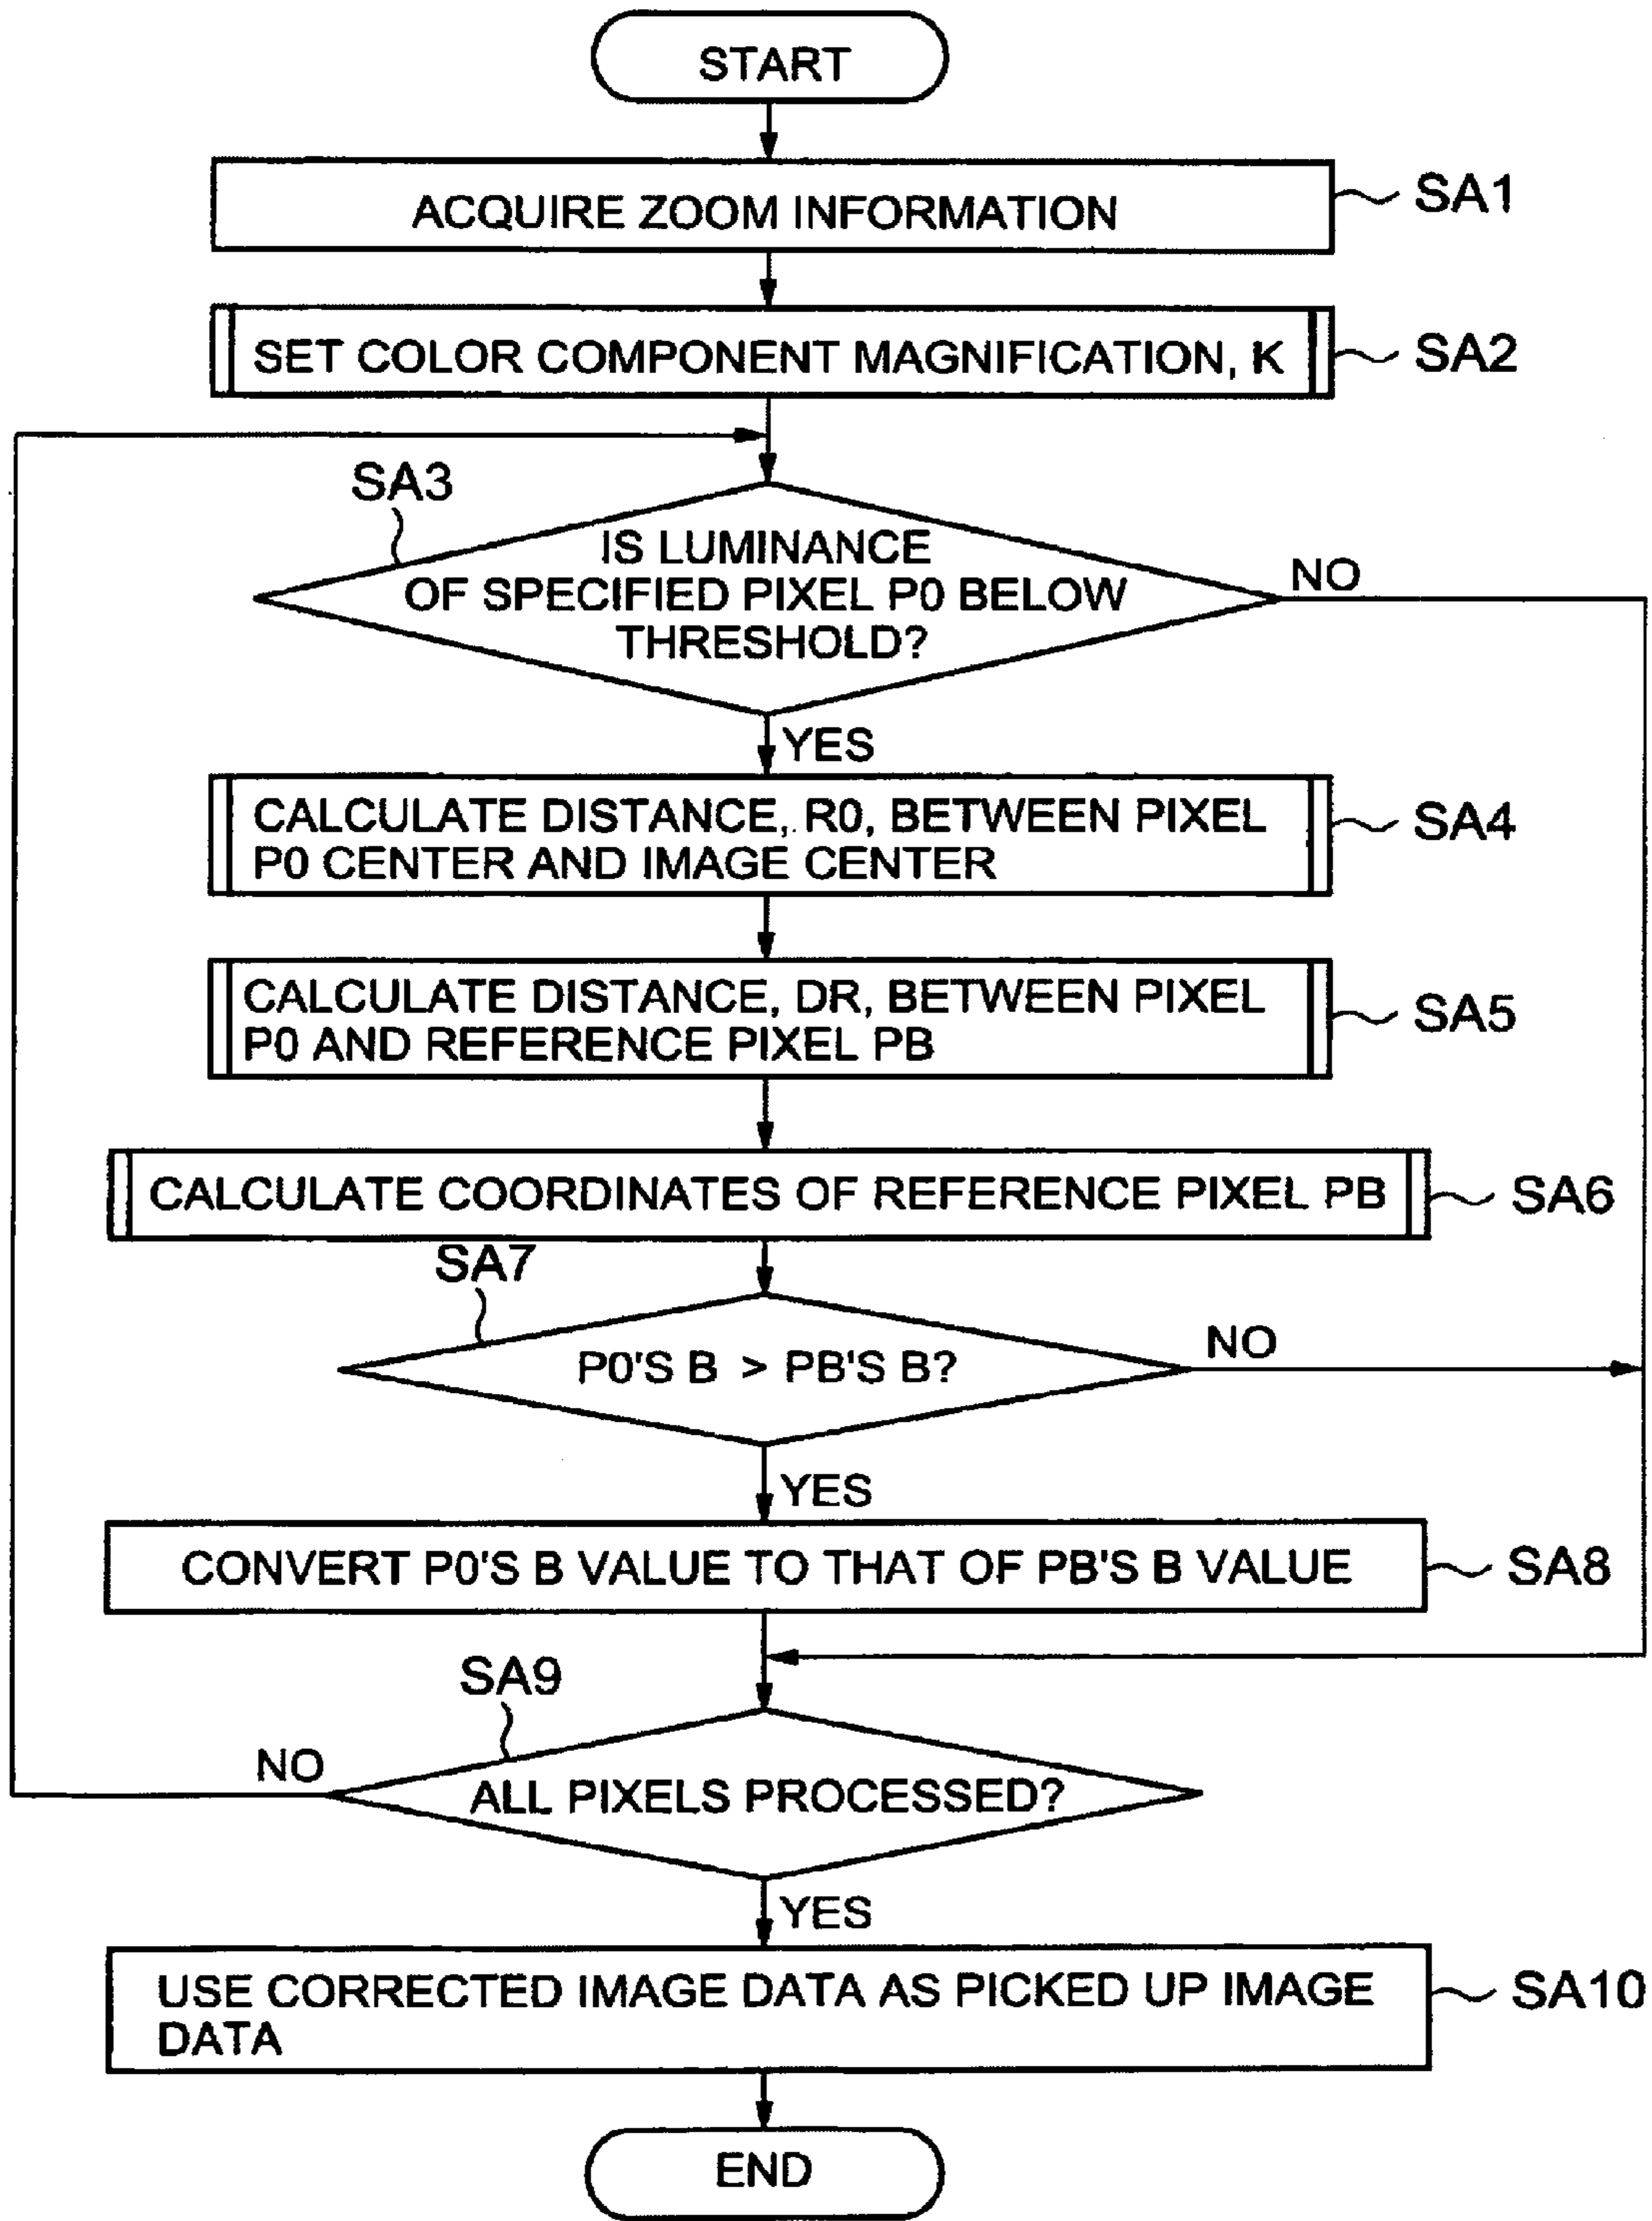 START
ACQUIRE ZOOM INFORMATION
SA1
SET COLOR COMPONENT MAGNIFICATION, K
SA2
SA3
IS LUMINANCE
OF SPECIFIED PIXEL P0 BELOW
THRESHOLD?
NO
YES
CALCULATE DISTANCE, R0, BETWEEN PIXEL
P0 CENTER AND IMAGE CENTER
SA4
CALCULATE DISTANCE, DR, BETWEEN PIXEL
P0 AND REFERENCE PIXEL PB
SA5
CALCULATE COORDINATES OF REFERENCE PIXEL PB
SA6
SA7
P0'S B > PB'S B?
NO
YES
CONVERT P0'S B VALUE TO THAT OF PB'S B VALUE
SA8
SA9
NO
ALL PIXELS PROCESSED?
YES
USE CORRECTED IMAGE DATA AS PICKED UP IMAGE
DATA
SA10
END